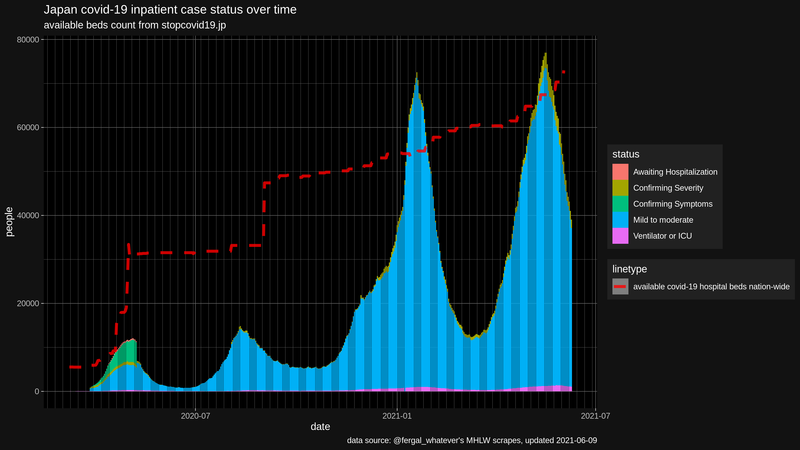 Japan covid-19 inpatient case status over time
available beds count from stopcovid19.jp
80000
60000
40000
20000
0
people
2020-07
2021-01
2021-07
date
status
Awaiting Hospitalization
Confirming Severity
Confirming Symptoms
Mild to moderate
Ventilator or ICU
linetype
available covid-19 hospital beds nation-wide
data source: @fergal_whatever's MHLW scrapes, updated 2021-06-09